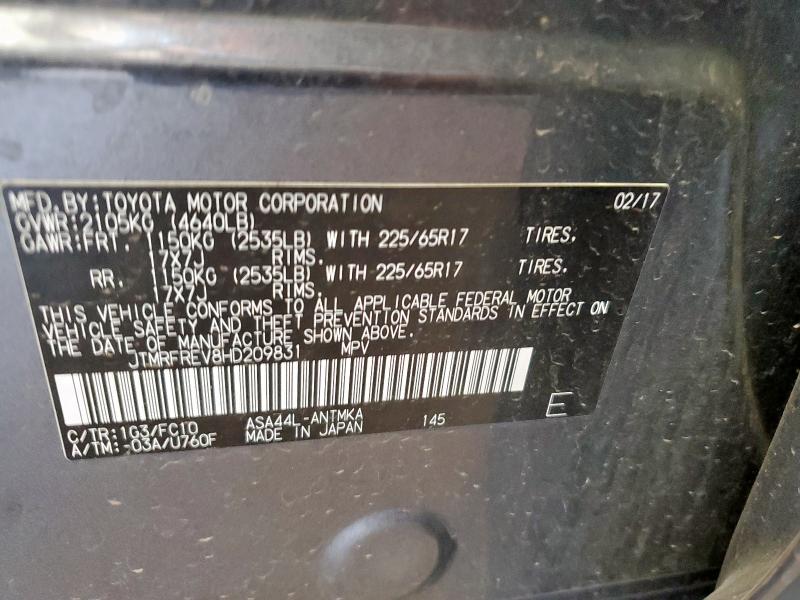 MFD.BY:TOYOTA MOTOR CORPORATION 02/17
GVWR:2105KG (4640LB)
GAWR:FRT. 1150KG (2535LB) WITH 225/65R17 TIRES.
17X7J RIMS.
RR. 1150KG (2535LB) WITH 225/65R17 TIRES.
17X7J RIMS.
THIS VEHICLE CONFORMS TO ALL APPLICABLE FEDERAL MOTOR
VEHICLE SAFETY AND THEFT PREVENTION STANDARDS IN EFFECT ON
THE DATE OF MANUFACTURE SHOWN ABOVE.
JTMRFREV8HD209831 MPV
C/TR:1G3/FC10 ASA44L-ANTMKA 145 E
A/TM:-03A/U760F MADE IN JAPAN